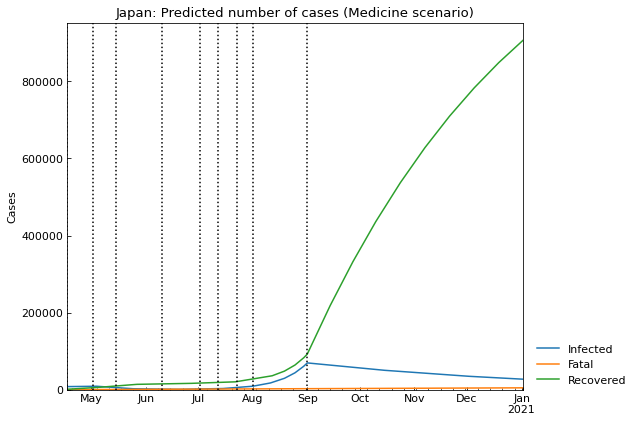 Japan: Predicted number of cases (Medicine scenario)
Cases
800000
600000
400000
200000
0
May Jun Jul Aug Sep Oct Nov Dec Jan
2021
Infected
Fatal
Recovered